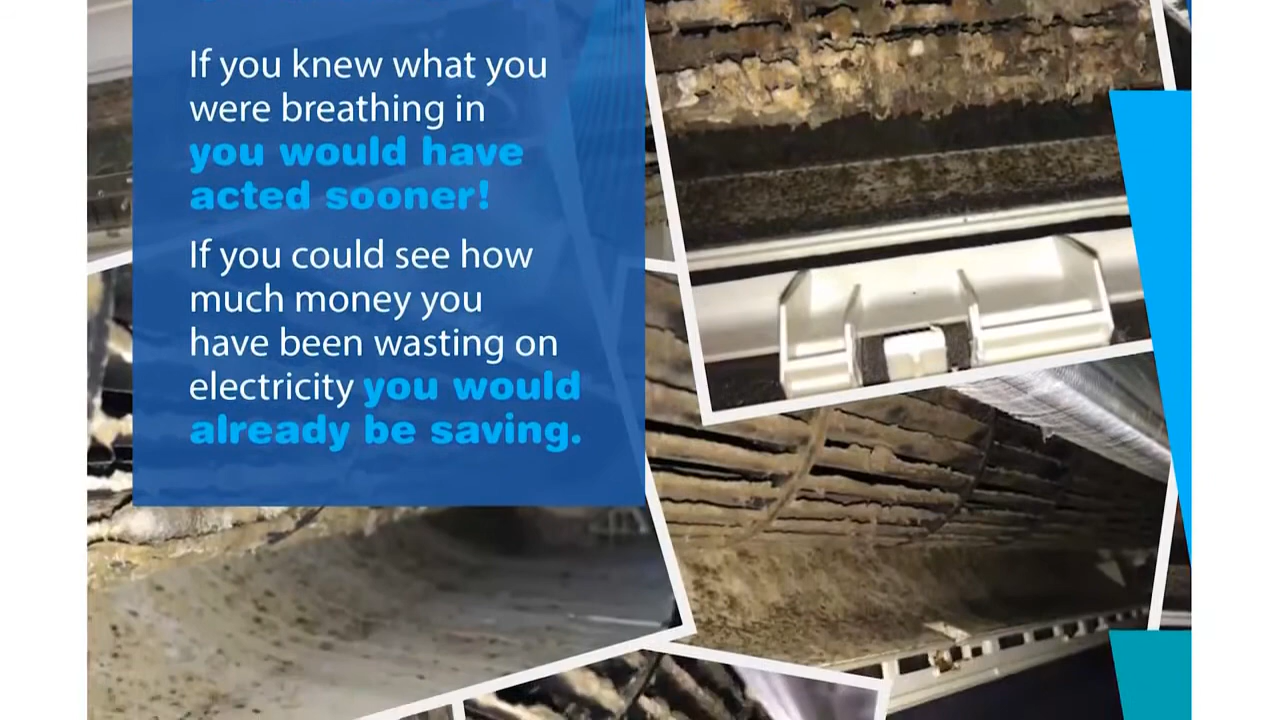 If you knew what you
were breathing in
you would have
acted sooner!
If you could see how
much money you
have been wasting on
electricity you would
already be saving.